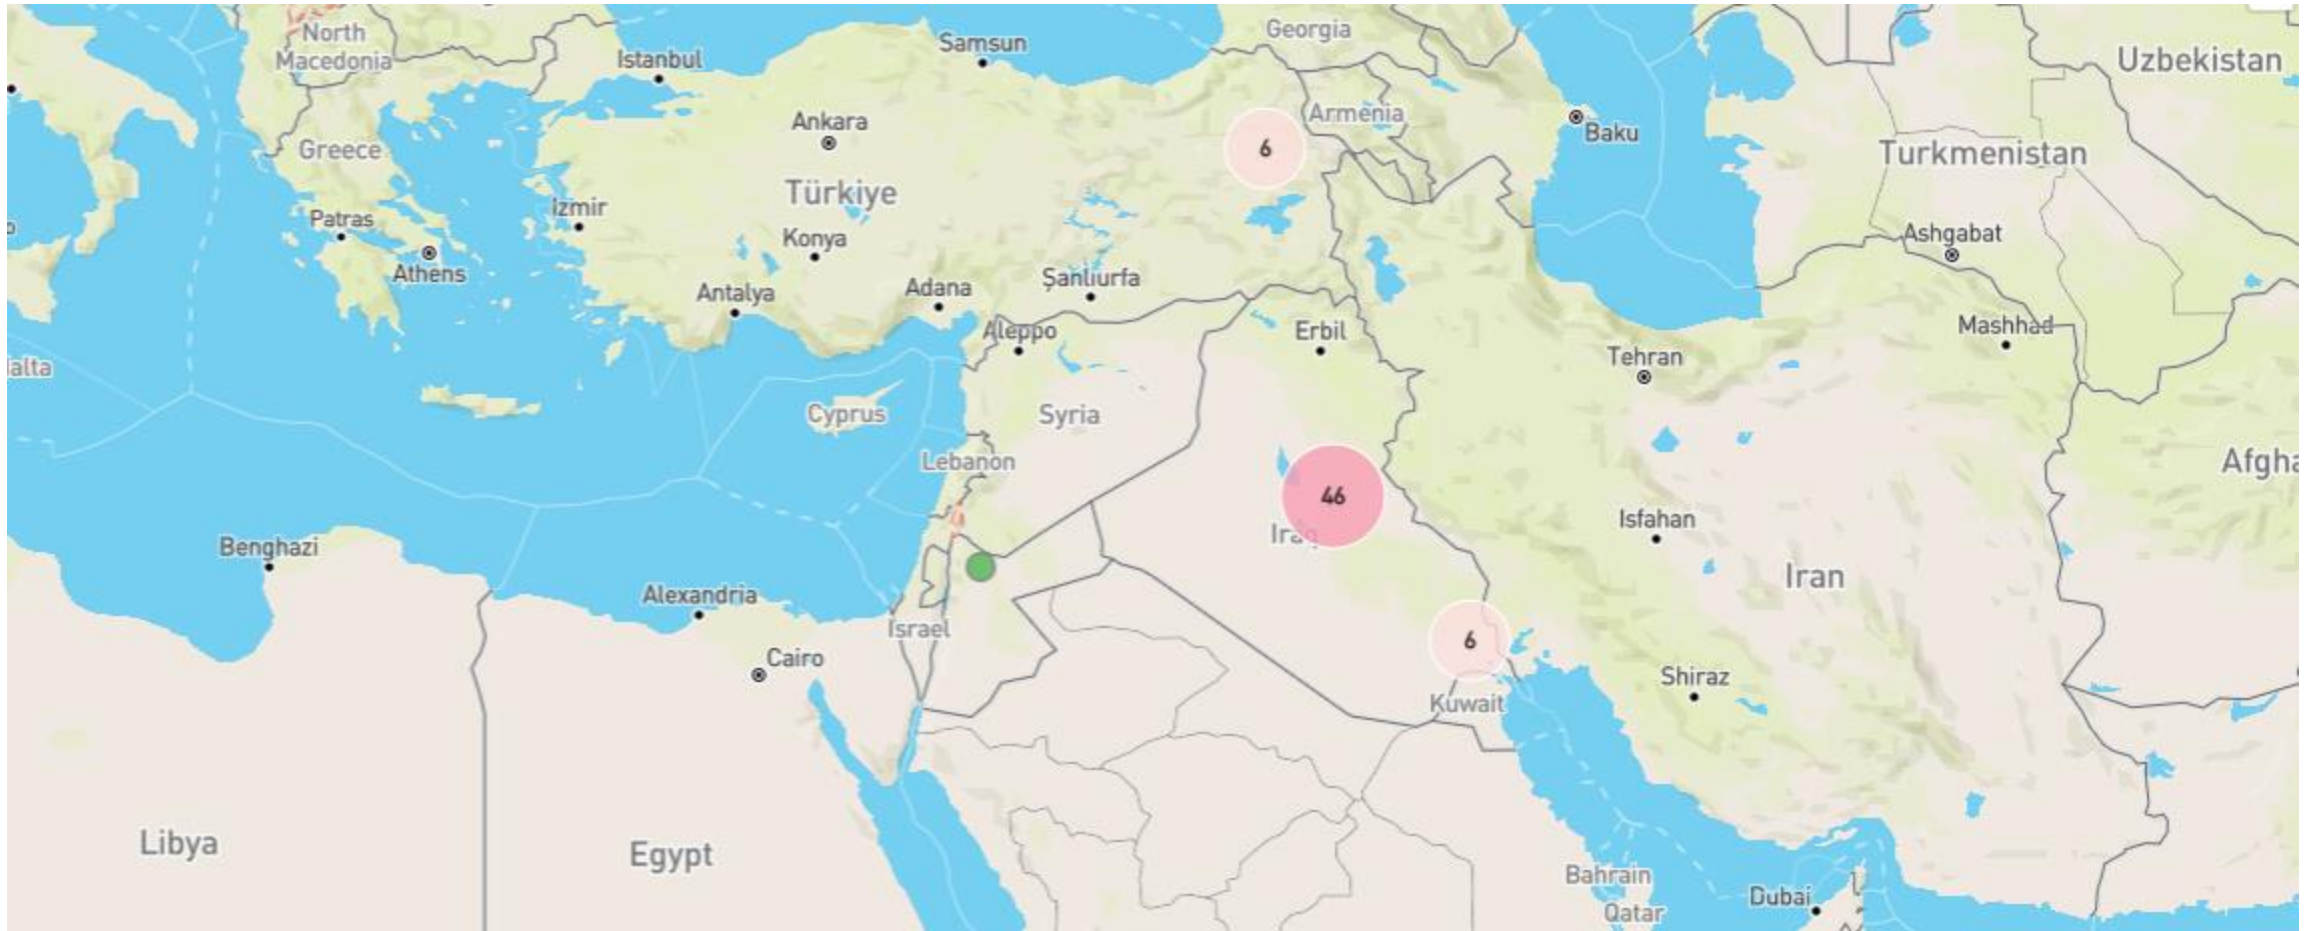 North
Macedonia
Istanbul
Samsun
Georgia
Uzbekistan
Ankara
6
Armenia
Baku
Greece
Turkmenistan
Türkiye
Izmir
Patras
Konya
Athens
Ashgabat
Antalya
Adana
Şanlıurfa
Aleppo
Erbil
Mashhad
Tehran
alta
Cyprus
Syria
Lebanon
Afgha
46
Iraq
Isfahan
Benghazi
Iran
Alexandria
Israel
6
Cairo
Shiraz
Kuwait
Libya
Egypt
Bahrain
Dubai
Qatar